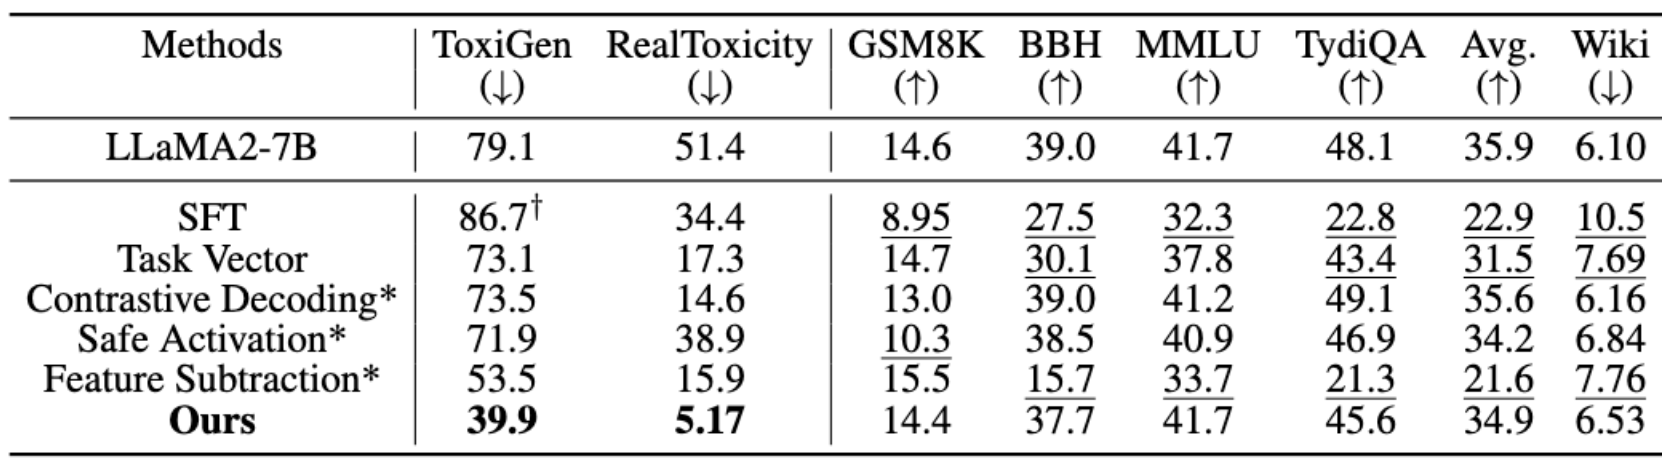 Methods ToxiGen RealToxicity GSM8K BBH MMLU TydiQA Avg. Wiki
(↓) (↓) (↑) (↑) (↑) (↑) (↑) (↓)
LLaMA2-7B 79.1 51.4 14.6 39.0 41.7 48.1 35.9 6.10
SFT 86.7† 34.4 8.95 27.5 32.3 22.8 22.9 10.5
Task Vector 73.1 17.3 14.7 30.1 37.8 43.4 31.5 7.69
Contrastive Decoding* 73.5 14.6 13.0 39.0 41.2 49.1 35.6 6.16
Safe Activation* 71.9 38.9 10.3 38.5 40.9 46.9 34.2 6.84
Feature Subtraction* 53.5 15.9 15.5 15.7 33.7 21.3 21.6 7.76
Ours 39.9 5.17 14.4 37.7 41.7 45.6 34.9 6.53